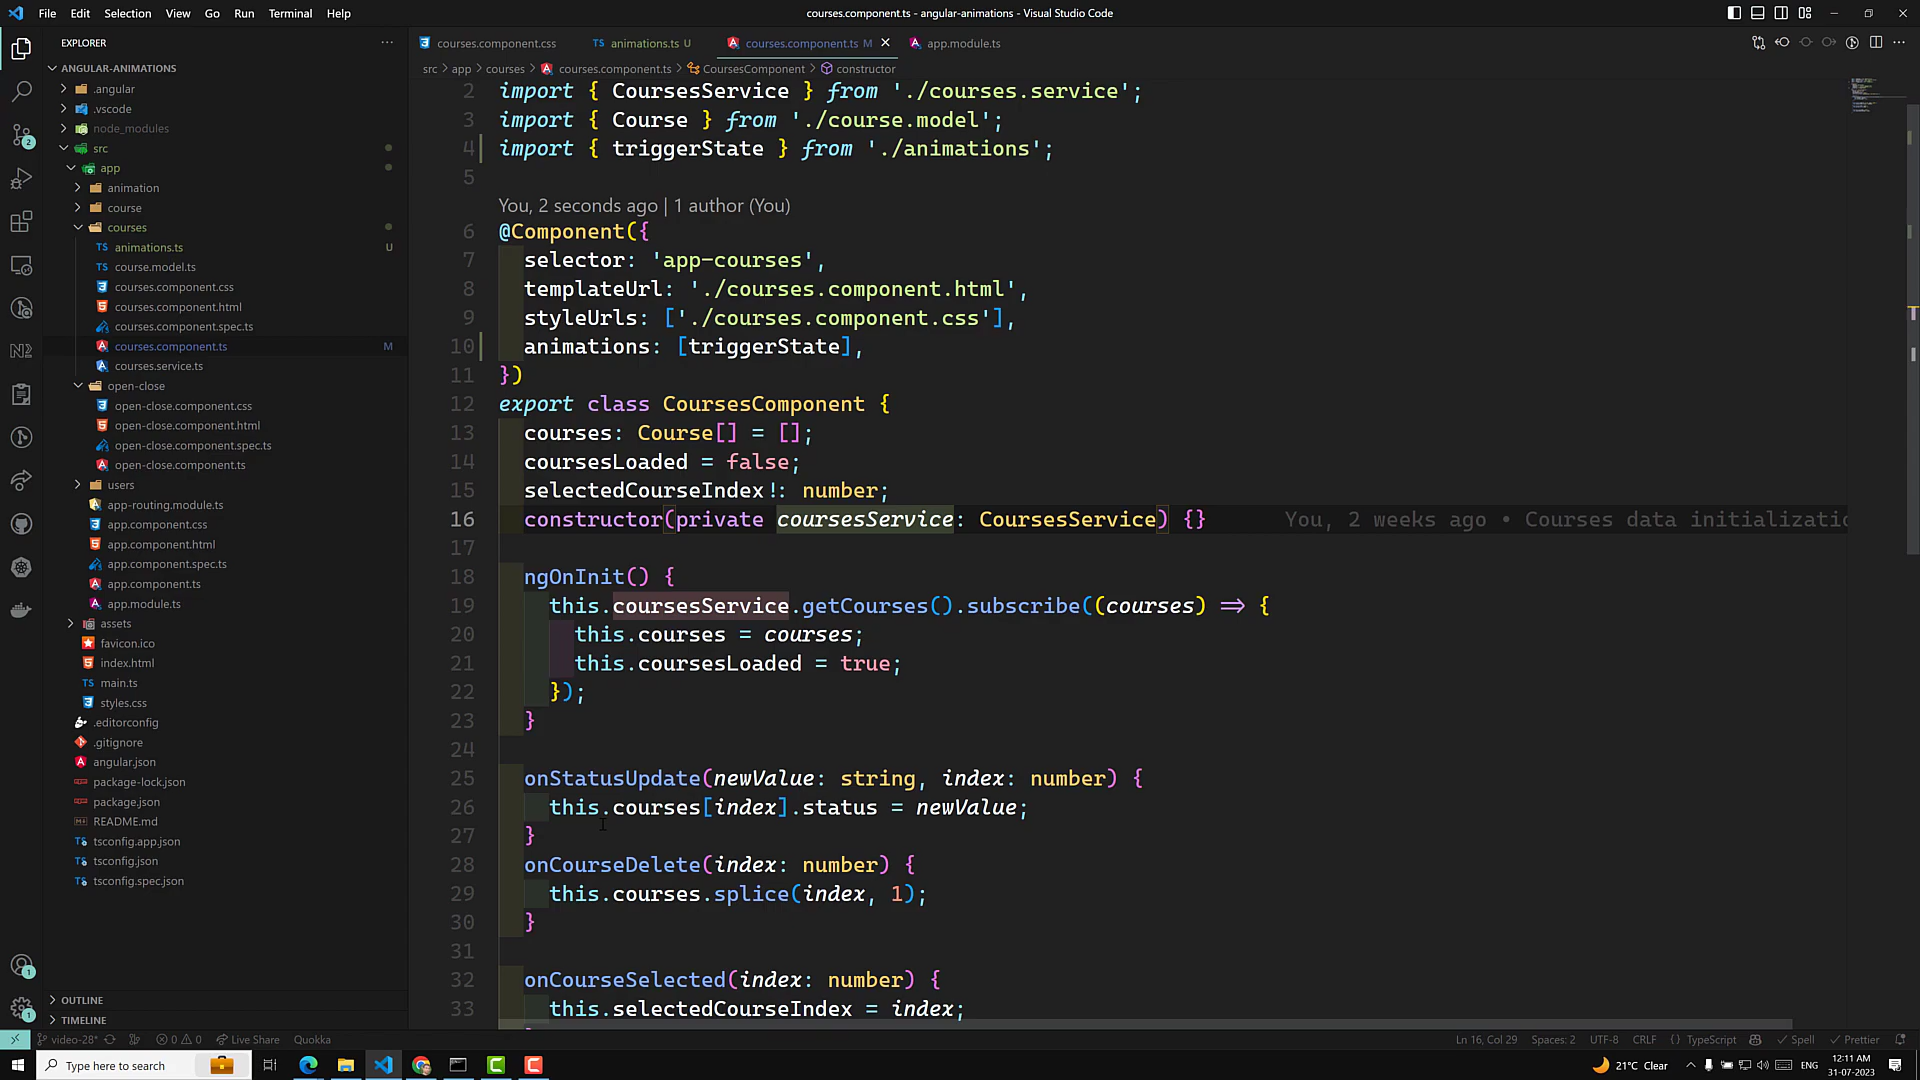 File Edit Selection View Go Run Terminal Help
courses.component.ts - angular-animations - Visual Studio Code
EXPLORER
ANGULAR-ANIMATIONS
.angular
.vscode
node_modules
src
app
animation
course
courses
animations.ts U
course.model.ts
courses.component.css
courses.component.html
courses.component.spec.ts
courses.component.ts M
courses.service.ts
open-close
open-close.component.css
open-close.component.html
open-close.component.spec.ts
open-close.component.ts
users
app-routing.module.ts
app.component.css
app.component.html
app.component.spec.ts
app.component.ts
app.module.ts
assets
favicon.ico
index.html
main.ts
styles.css
.editorconfig
.gitignore
angular.json
package-lock.json
package.json
README.md
tsconfig.app.json
tsconfig.json
tsconfig.spec.json
OUTLINE
TIMELINE
courses.component.css TS animations.ts U courses.component.ts M app.module.ts
src > app > courses > courses.component.ts > CoursesComponent > constructor
2 import { CoursesService } from './courses.service';
3 import { Course } from './course.model';
4 import { triggerState } from './animations';
5
You, 2 seconds ago | 1 author (You)
6 @Component({
7 selector: 'app-courses',
8 templateUrl: './courses.component.html',
9 styleUrls: ['./courses.component.css'],
10 animations: [triggerState],
11 })
12 export class CoursesComponent {
13 courses: Course[] = [];
14 coursesLoaded = false;
15 selectedCourseIndex!: number;
16 constructor(private coursesService: CoursesService) {} You, 2 weeks ago • Courses data initializatio
17
18 ngOnInit() {
19 this.coursesService.getCourses().subscribe((courses) => {
20 this.courses = courses;
21 this.coursesLoaded = true;
22 });
23 }
24
25 onStatusUpdate(newValue: string, index: number) {
26 this.courses[index].status = newValue;
27 }
28 onCourseDelete(index: number) {
29 this.courses.splice(index, 1);
30 }
31
32 onCourseSelected(index: number) {
33 this.selectedCourseIndex = index;
video-28* 0 0 Live Share Quokka Ln 16, Col 29 Spaces: 2 UTF-8 CRLF {} TypeScript Spell Prettier
Type here to search 21°C Clear ENG 12:11 AM
31-07-2023